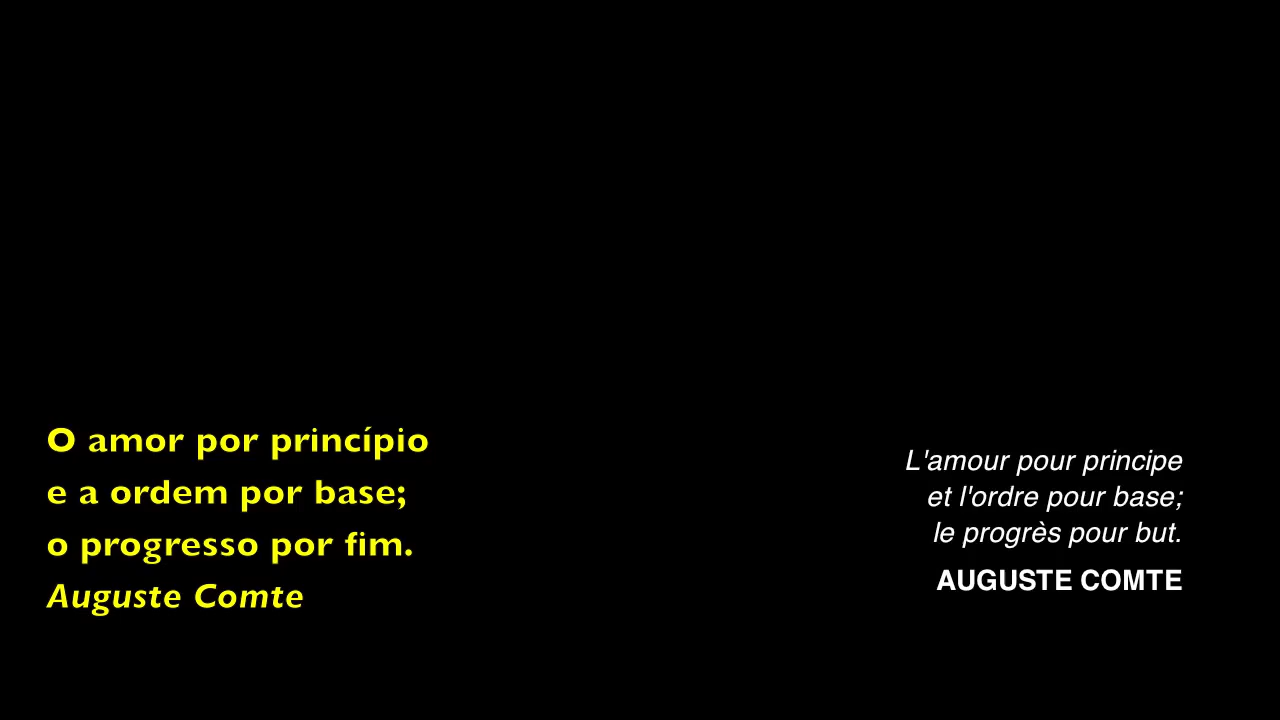 O amor por princípio
e a ordem por base;
o progresso por fim.
Auguste Comte
L'amour pour principe
et l'ordre pour base;
le progrès pour but.
AUGUSTE COMTE